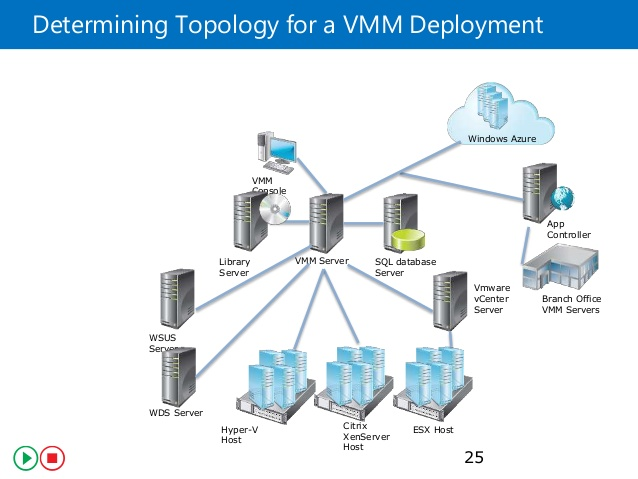 Determining Topology for a VMM Deployment
Windows Azure
VMM
Console
App
Controller
Library
Server
VMM Server
SQL database
Server
Vmware
vCenter
Server
Branch Office
VMM Servers
WSUS
Server
WDS Server
Hyper-V
Host
Citrix
XenServer
Host
ESX Host
25